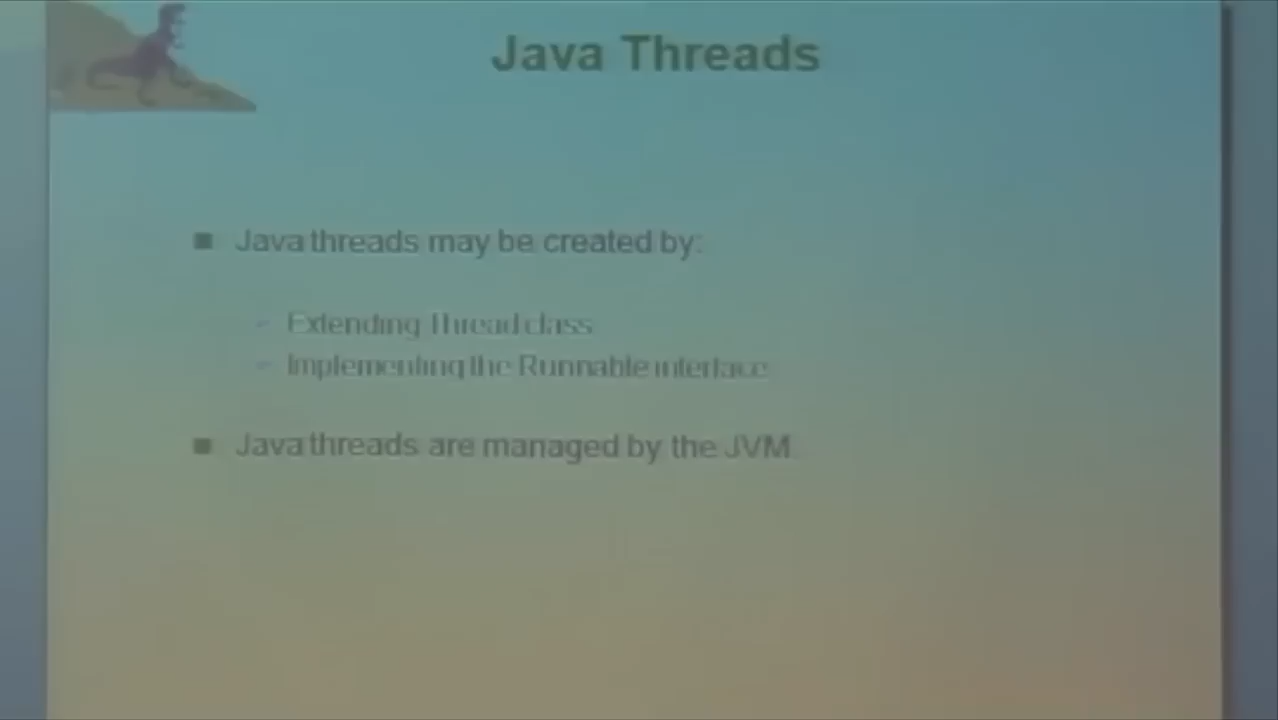 Java Threads
Java threads may be created by:
Extending Thread class
Implementing the Runnable interface
Java threads are managed by the JVM.